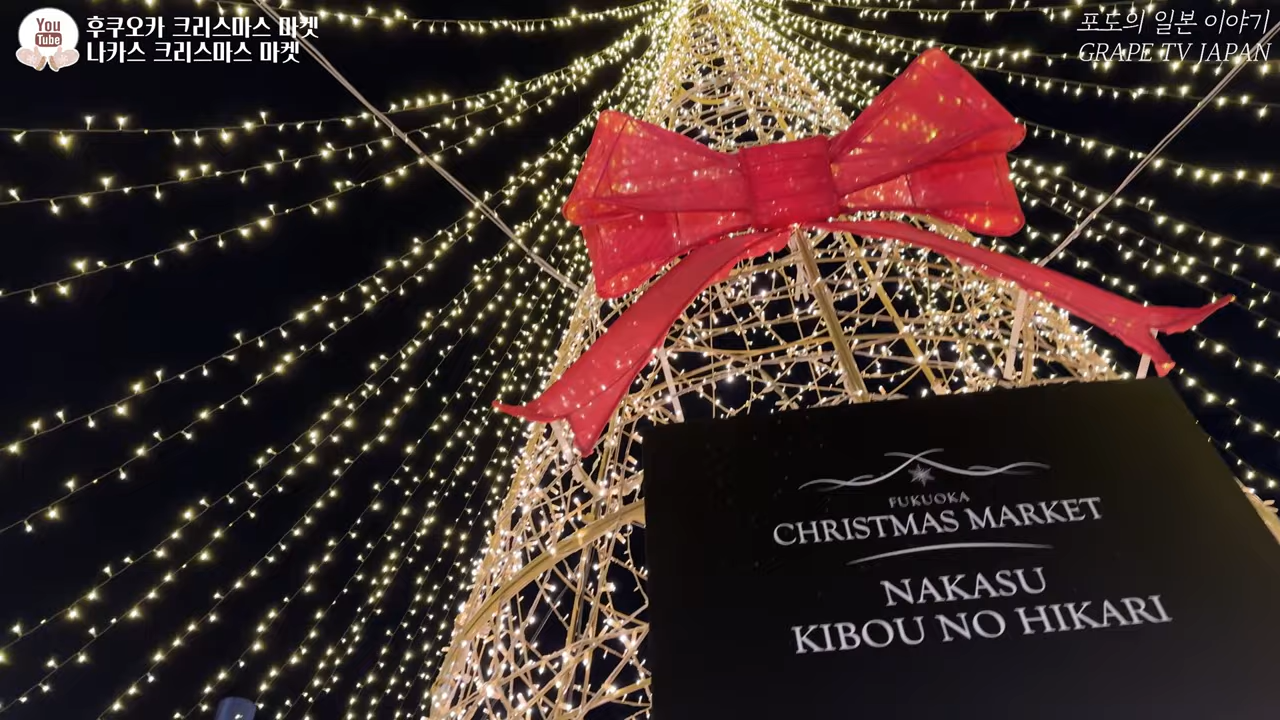 You
Tube
후쿠오카 크리스마스 마켓
나카스 크리스마스 마켓
포도의 일본 이야기
GRAPE TV JAPAN
FUKUOKA
CHRISTMAS MARKET
NAKASU
KIBOU NO HIKARI